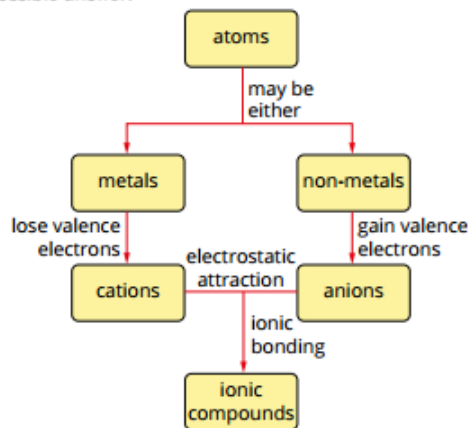 atoms
may be
either
metals
non-metals
lose valence
electrons
gain valence
electrons
electrostatic
attraction
cations
anions
ionic
bonding
ionic
compounds